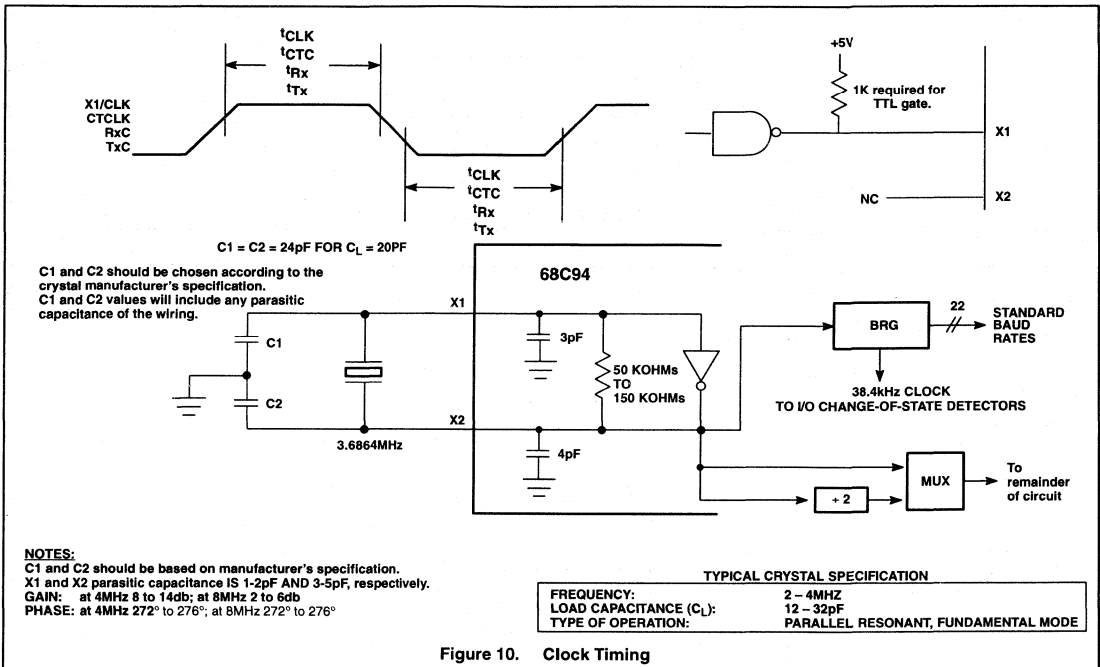 tCLK
tCTC
tRx
tTx
X1/CLK
CTCLK
RxC
TxC
tCLK
tCTC
tRx
tTx
+5V
1K required for
TTL gate.
X1
NC
X2
C1 = C2 = 24pF FOR CL = 20PF
C1 and C2 should be chosen according to the
crystal manufacturer's specification.
C1 and C2 values will include any parasitic
capacitance of the wiring.
68C94
X1
C1
C2
3.6864MHz
X2
3pF
50 KOHMs
TO
150 KOHMs
4pF
BRG
22
STANDARD
BAUD
RATES
38.4kHz CLOCK
TO I/O CHANGE-OF-STATE DETECTORS
÷ 2
MUX
To
remainder
of circuit
NOTES:
C1 and C2 should be based on manufacturer's specification.
X1 and X2 parasitic capacitance IS 1-2pF AND 3-5pF, respectively.
GAIN: at 4MHz 8 to 14db; at 8MHz 2 to 6db
PHASE: at 4MHz 272° to 276°; at 8MHz 272° to 276°
TYPICAL CRYSTAL SPECIFICATION
FREQUENCY: 2 – 4MHZ
LOAD CAPACITANCE (CL): 12 – 32pF
TYPE OF OPERATION: PARALLEL RESONANT, FUNDAMENTAL MODE
Figure 10. Clock Timing